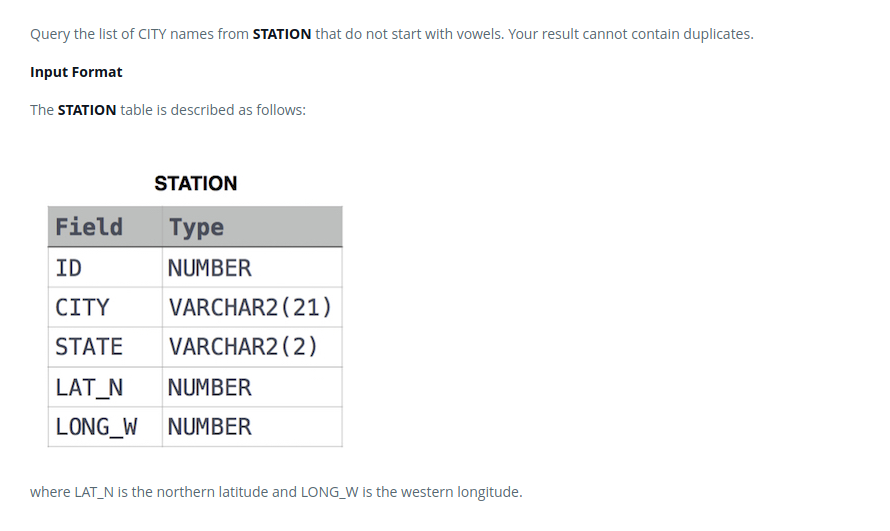 Query the list of CITY names from STATION that do not start with vowels. Your result cannot contain duplicates.
Input Format
The STATION table is described as follows:
STATION
Field Type
ID NUMBER
CITY VARCHAR2(21)
STATE VARCHAR2(2)
LAT_N NUMBER
LONG_W NUMBER
where LAT_N is the northern latitude and LONG_W is the western longitude.